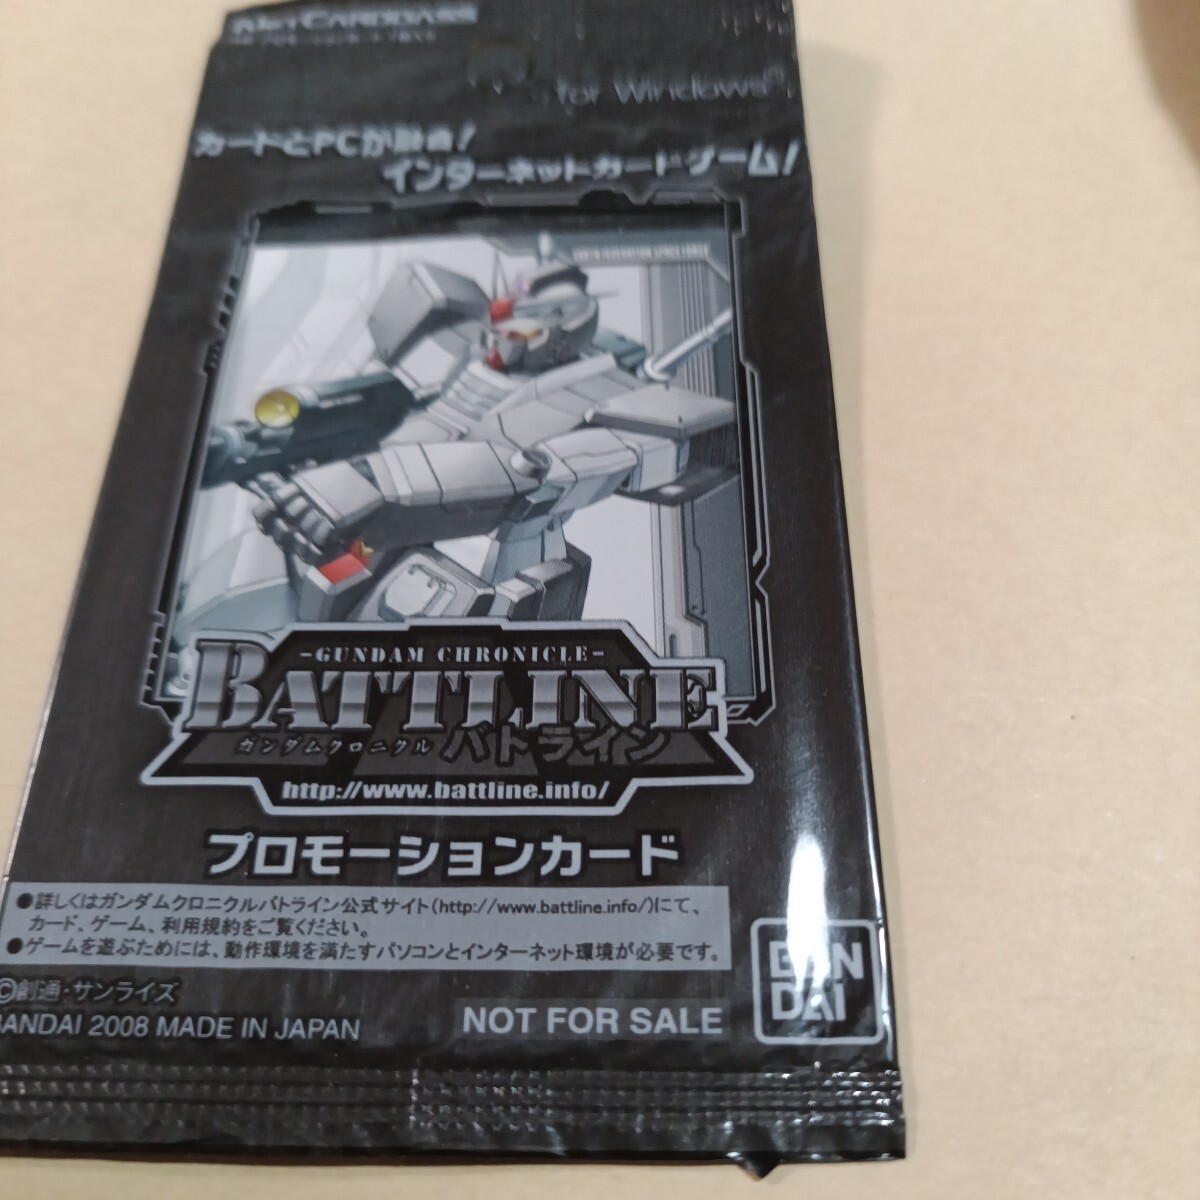 NETCARDDASS
for Windows
カードとPCが融合！
インターネットカードゲーム！
EARTH FEDERATION SPACE FORCE
-GUNDAM CHRONICLE-
BATTLINE
ガンダムクロニクル バトライン
http://www.battline.info/
プロモーションカード
●詳しくはガンダムクロニクルバトライン公式サイト(http://www.battline.info/)にて、
カード、ゲーム、利用規約をご覧ください。
●ゲームを遊ぶためには、動作環境を満たすパソコンとインターネット環境が必要です。
©創通・サンライズ
BANDAI 2008 MADE IN JAPAN
NOT FOR SALE
BAN
DAI